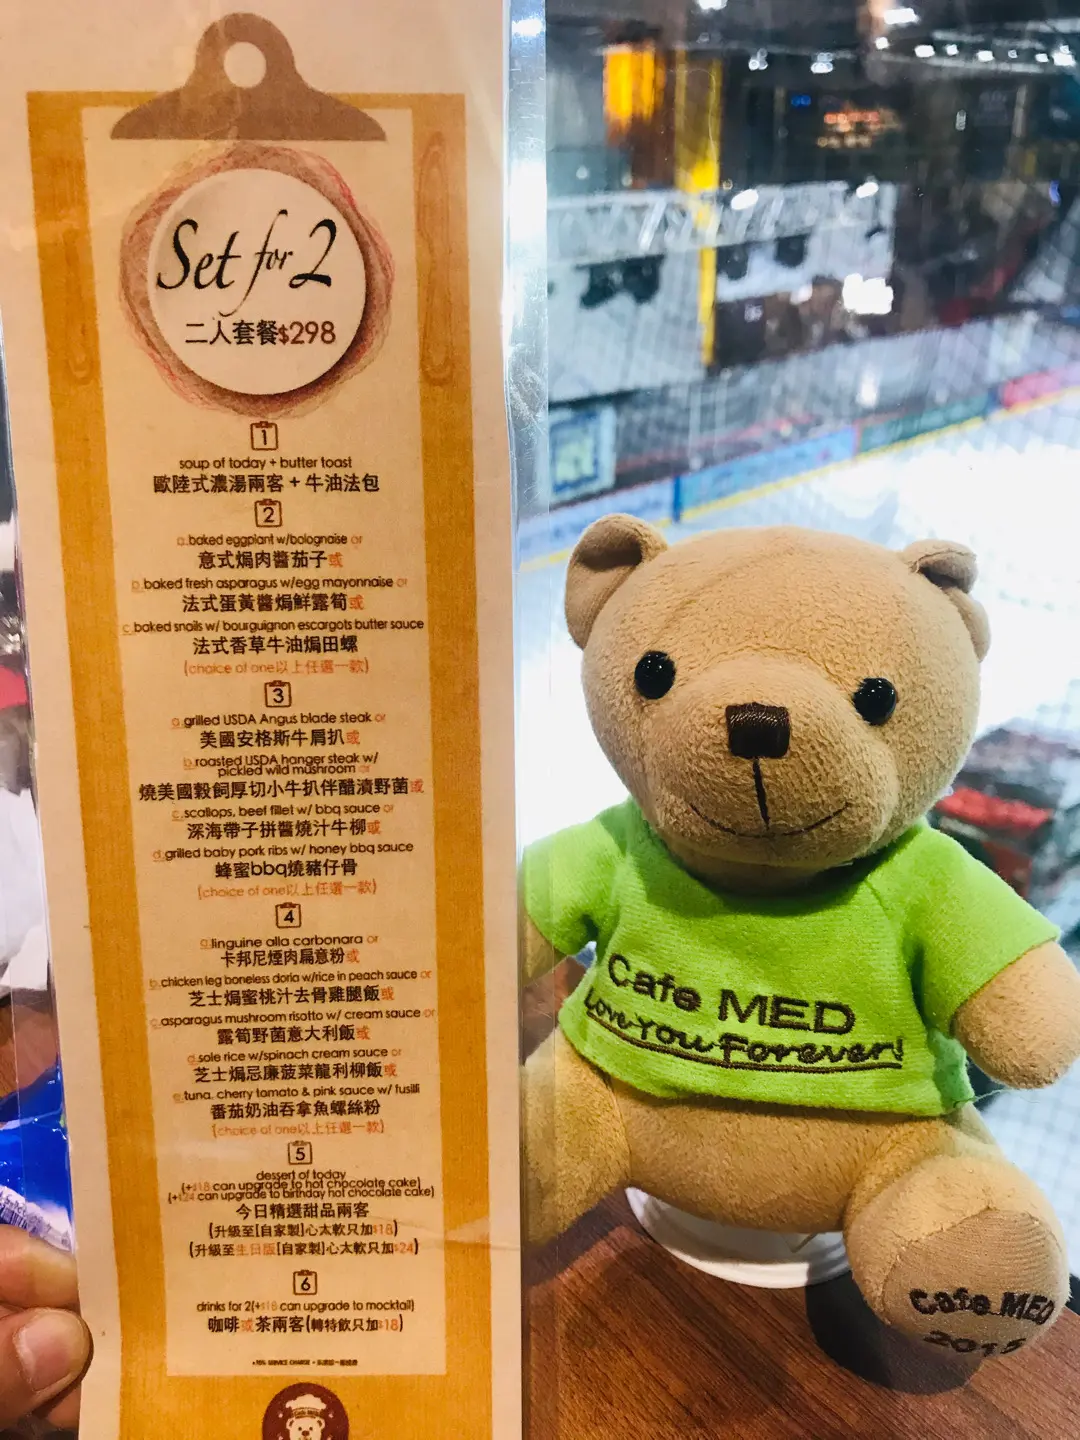 Set for 2
二人套餐$298
1
soup of today + butter toast
歐陸式濃湯兩客 + 牛油法包
2
a.baked eggplant w/bolognaise or
意式焗肉醬茄子或
b.baked fresh asparagus w/egg mayonnaise or
法式蛋黃醬焗鮮露筍或
c.baked snails w/ bourguignon escargots butter sauce
法式香草牛油焗田螺
(choice of one以上任選一款)
3
a.grilled USDA Angus blade steak or
美國安格斯牛肩扒或
b.roasted USDA hanger steak w/
pickled wild mushroom or
燒美國穀飼厚切小牛扒伴醋漬野菌或
c.scallops, beef fillet w/ bbq sauce or
深海帶子拼醬燒汁牛柳或
d.grilled baby pork ribs w/ honey bbq sauce
蜂蜜bbq燒豬仔骨
(choice of one以上任選一款)
4
a.linguine alla carbonara or
卡邦尼煙肉扁意粉或
b.chicken leg boneless doria w/rice in peach sauce or
芝士焗蜜桃汁去骨雞腿飯或
c.asparagus mushroom risotto w/ cream sauce or
露筍野菌意大利飯或
d.sole rice w/spinach cream sauce or
芝士焗忌廉菠菜龍利柳飯或
e.tuna, cherry tomato & pink sauce w/ fusilli
番茄奶油吞拿魚螺絲粉
(choice of one以上任選一款)
5
dessert of today
(+$18 can upgrade to hot chocolate cake)
(+$24 can upgrade to birthday hot chocolate cake)
今日精選甜品兩客
(升級至[自家製]心太軟只加$18)
(升級至生日版[自家製]心太軟只加$24)
6
drinks for 2(+$18 can upgrade to mocktail)
咖啡或茶兩客(轉特飲只加$18)
+10% SERVICE CHARGE
Cafe MED
Love You Forever!
Cafe MED
2015